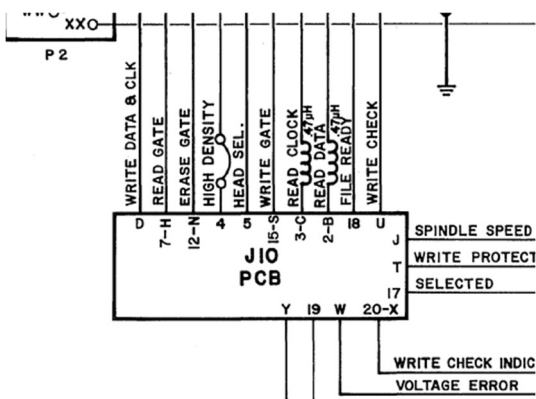 XX
P2
WRITE DATA & CLK
READ GATE
ERASE GATE
HIGH DENSITY
HEAD SEL.
WRITE GATE
READ CLOCK
.47µH
READ DATA
.47µH
FILE READY
WRITE CHECK
D
7-H
12-N
4
5
15-S
3-C
2-B
18
U
J10
PCB
J
SPINDLE SPEED
T
WRITE PROTECT
17
SELECTED
Y 19 W 20-X
WRITE CHECK INDIC
VOLTAGE ERROR